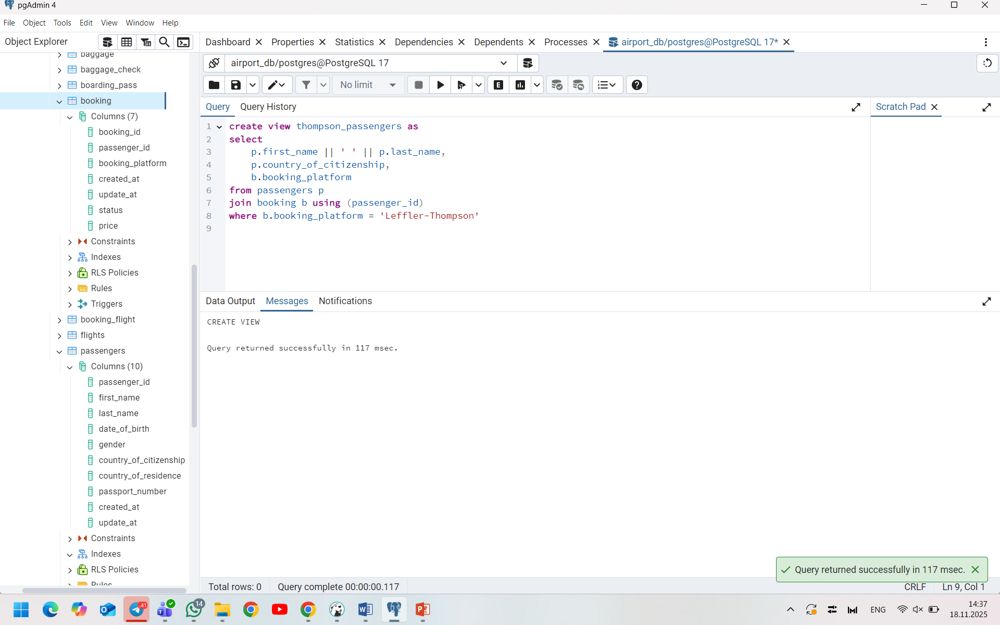 pgAdmin 4
File Object Tools Edit View Window Help
Object Explorer
Dashboard Properties Statistics Dependencies Dependents Processes airport_db/postgres@PostgreSQL 17*
airport_db/postgres@PostgreSQL 17
No limit
E
Query Query History
Scratch Pad
baggage
baggage_check
boarding_pass
booking
Columns (7)
booking_id
passenger_id
booking_platform
created_at
update_at
status
price
Constraints
Indexes
RLS Policies
Rules
Triggers
booking_flight
flights
passengers
Columns (10)
passenger_id
first_name
last_name
date_of_birth
gender
country_of_citizenship
country_of_residence
passport_number
created_at
update_at
Constraints
Indexes
RLS Policies
Rules
1 create view thompson_passengers as
2 select
3 p.first_name || ' ' || p.last_name,
4 p.country_of_citizenship,
5 b.booking_platform
6 from passengers p
7 join booking b using (passenger_id)
8 where b.booking_platform = 'Leffler-Thompson'
9
Data Output Messages Notifications
CREATE VIEW
Query returned successfully in 117 msec.
Query returned successfully in 117 msec.
Total rows: 0 Query complete 00:00:00.117
CRLF Ln 9, Col 1
41
14
ENG
14:37
18.11.2025